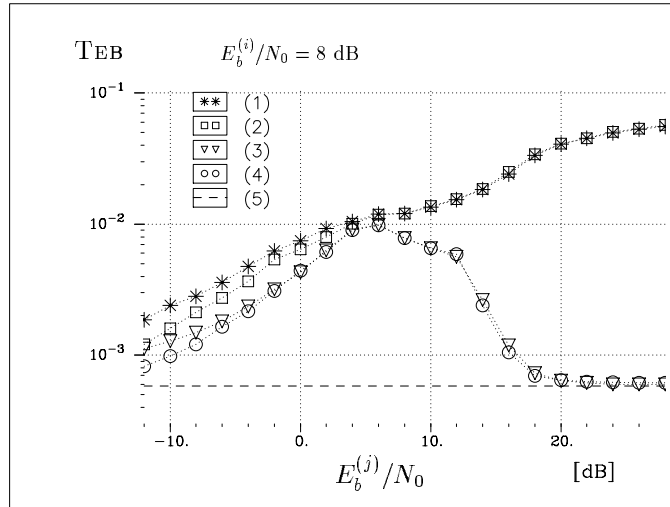 TEB
E_b^{(i)}/N_0 = 8 dB
10^{-1}
10^{-2}
10^{-3}
(1)
(2)
(3)
(4)
(5)
-10. 0. 10. 20.
E_b^{(j)}/N_0 [dB]